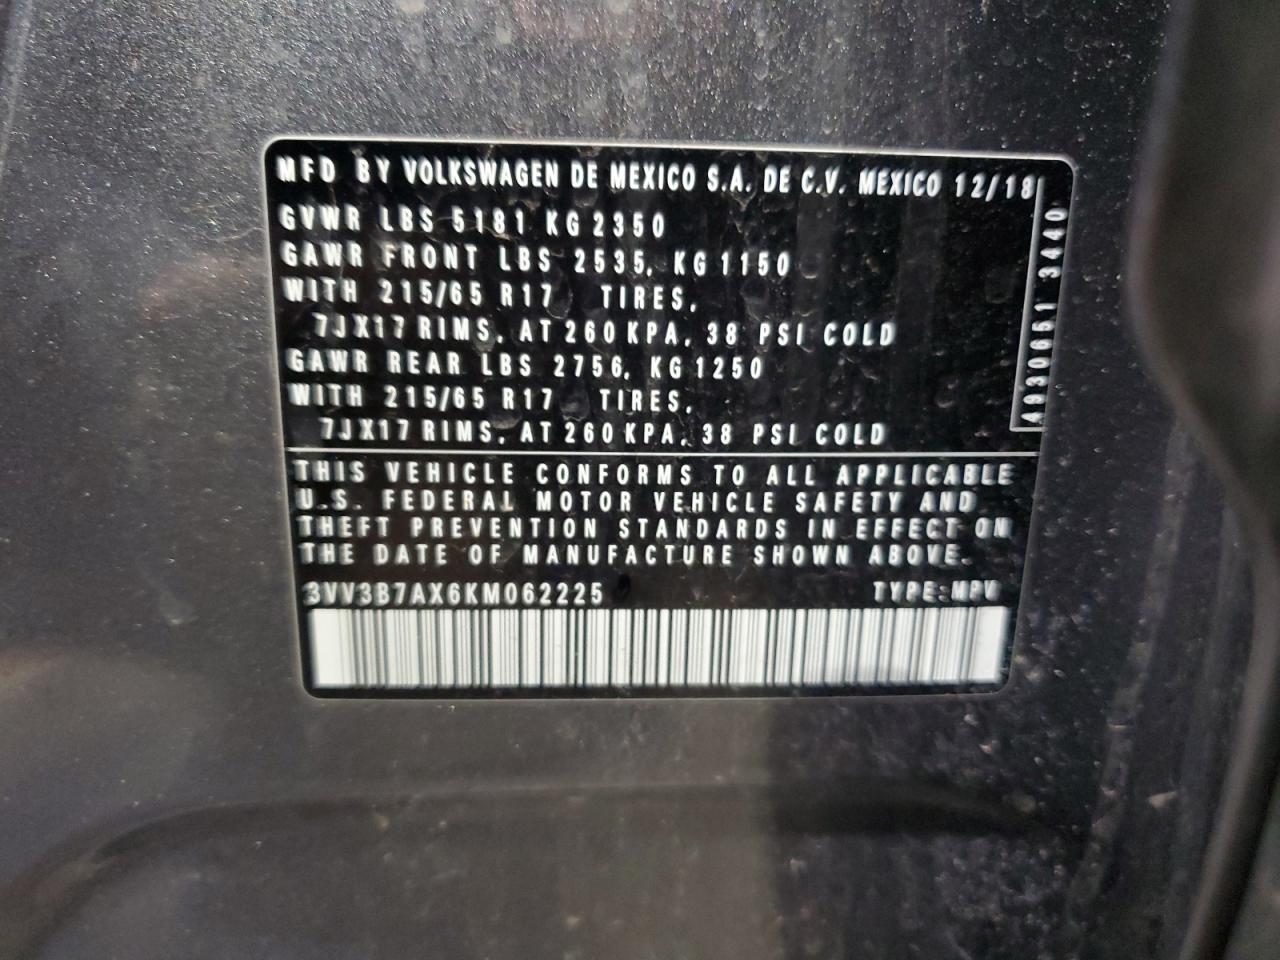 MFD BY VOLKSWAGEN DE MEXICO S.A. DE C.V. MEXICO 12/18
GVWR LBS 5181 KG 2350
GAWR FRONT LBS 2535, KG 1150
WITH 215/65 R17 TIRES,
7JX17 RIMS, AT 260 KPA, 38 PSI COLD
GAWR REAR LBS 2756, KG 1250
WITH 215/65 R17 TIRES,
7JX17 RIMS, AT 260 KPA, 38 PSI COLD
4930661 3440
THIS VEHICLE CONFORMS TO ALL APPLICABLE
U.S. FEDERAL MOTOR VEHICLE SAFETY AND
THEFT PREVENTION STANDARDS IN EFFECT ON
THE DATE OF MANUFACTURE SHOWN ABOVE.
3VV3B7AX6KM062225 TYPE: MPV